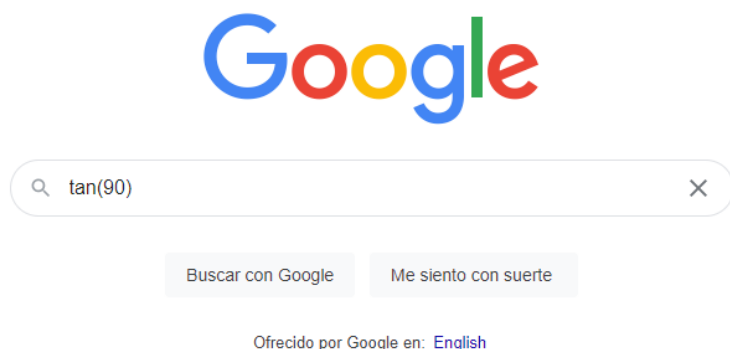 Google
tan(90)
Buscar con Google
Me siento con suerte
Ofrecido por Google en: English